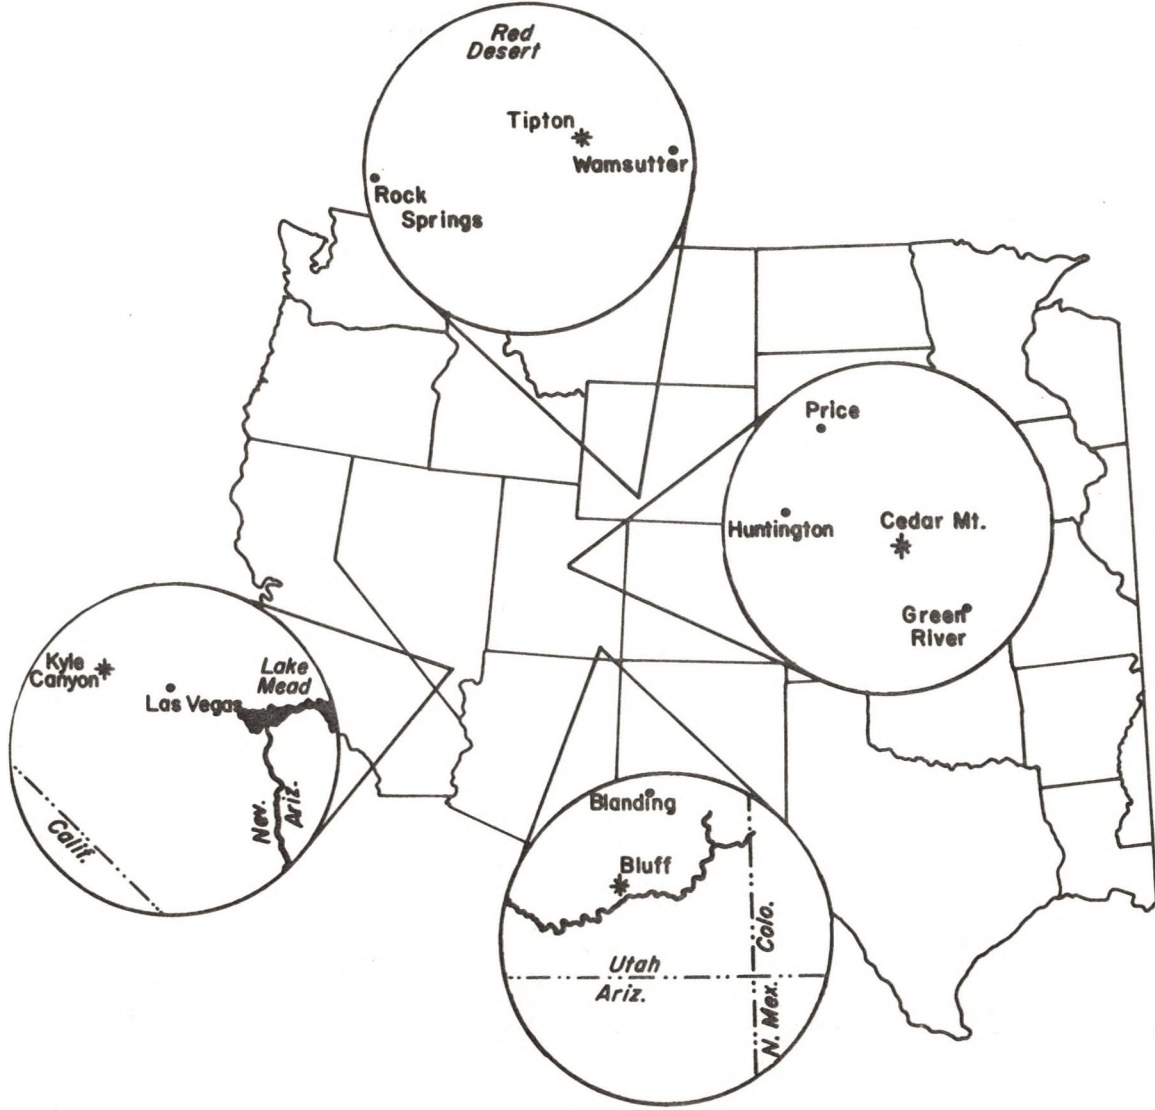 Red
Desert
Tipton
Wamsutter
Rock
Springs
Price
Huntington
Cedar Mt.
Green
River
Kyle
Canyon
Lake
Mead
Las Vegas
Nev.
Ariz.
Calif.
Blanding
Bluff
Colo.
Utah
Ariz.
N. Mex.